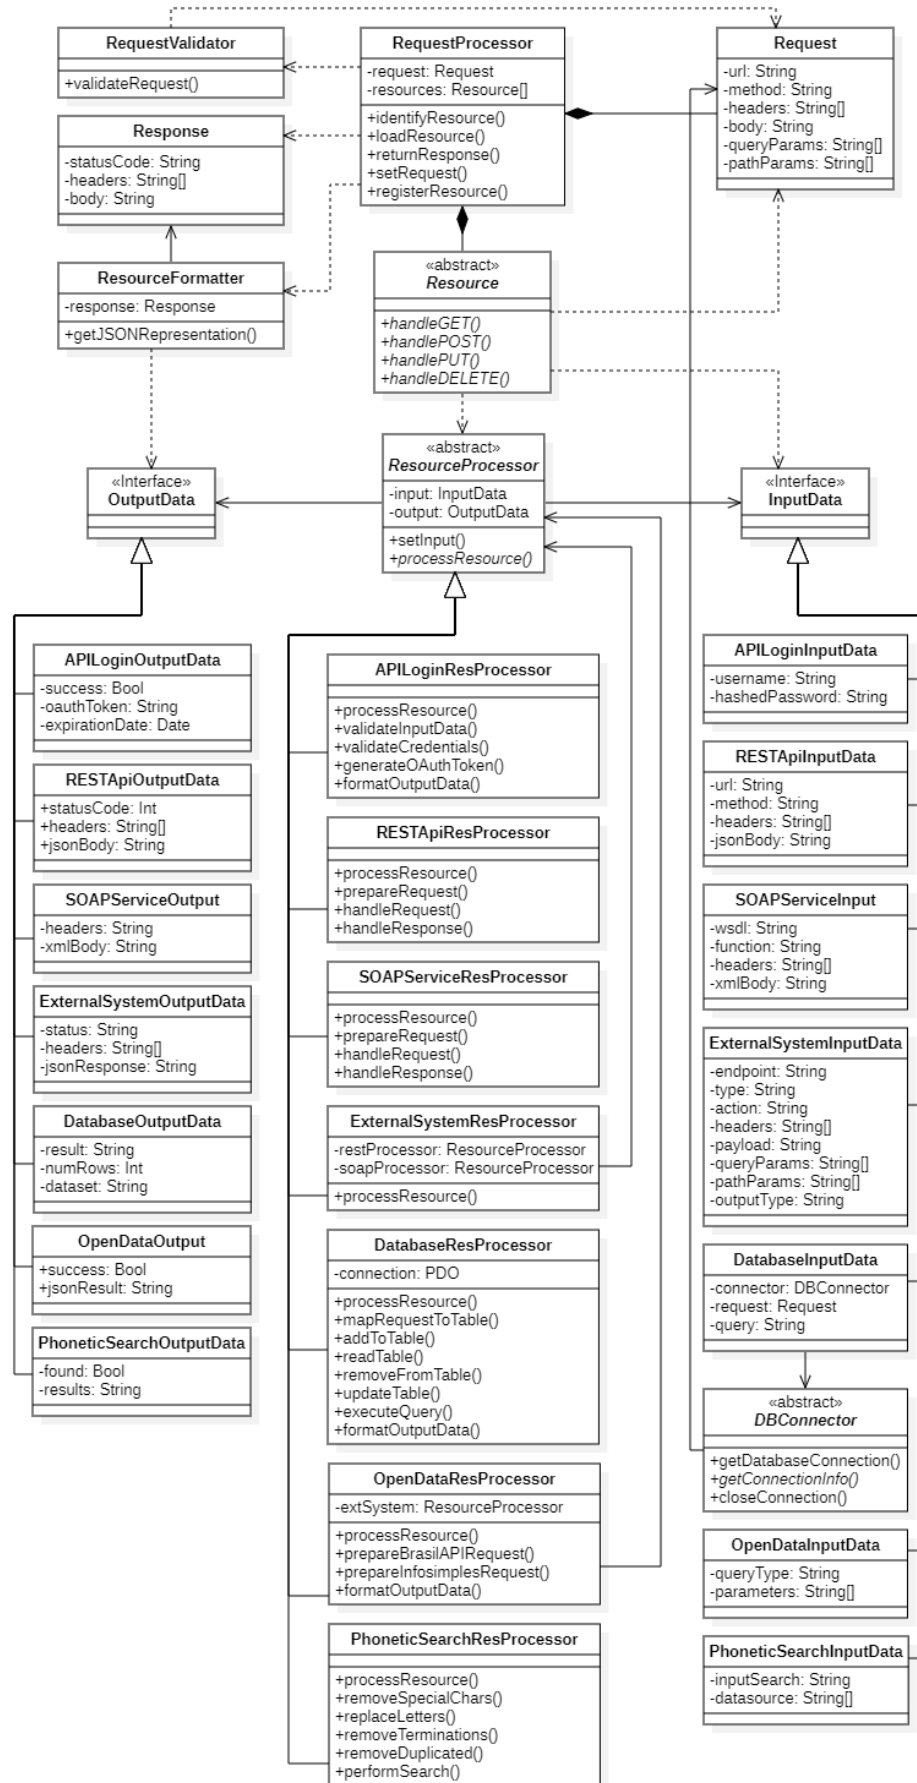 RequestValidator
+validateRequest()
RequestProcessor
-request: Request
-resources: Resource[]
+identifyResource()
+loadResource()
+returnResponse()
+setRequest()
+registerResource()
Request
-url: String
-method: String
-headers: String[]
-body: String
-queryParams: String[]
-pathParams: String[]
Response
-statusCode: String
-headers: String[]
-body: String
ResourceFormatter
-response: Response
+getJSONRepresentation()
«abstract»
Resource
+handleGET()
+handlePOST()
+handlePUT()
+handleDELETE()
«Interface»
OutputData
«abstract»
ResourceProcessor
-input: InputData
-output: OutputData
+setInput()
+processResource()
«Interface»
InputData
APILoginOutputData
-success: Bool
-oauthToken: String
-expirationDate: Date
RESTApiOutputData
+statusCode: Int
+headers: String[]
+jsonBody: String
SOAPServiceOutput
-headers: String
-xmlBody: String
ExternalSystemOutputData
-status: String
-headers: String[]
-jsonResponse: String
DatabaseOutputData
-result: String
-numRows: Int
-dataset: String
OpenDataOutput
+success: Bool
+jsonResult: String
PhoneticSearchOutputData
-found: Bool
-results: String
APILoginResProcessor
+processResource()
+validateInputData()
+validateCredentials()
+generateOAuthToken()
+formatOutputData()
RESTApiResProcessor
+processResource()
+prepareRequest()
+handleRequest()
+handleResponse()
SOAPServiceResProcessor
+processResource()
+prepareRequest()
+handleRequest()
+handleResponse()
ExternalSystemResProcessor
-restProcessor: ResourceProcessor
-soapProcessor: ResourceProcessor
+processResource()
DatabaseResProcessor
-connection: PDO
+processResource()
+mapRequestToTable()
+addToTable()
+readTable()
+removeFromTable()
+updateTable()
+executeQuery()
+formatOutputData()
OpenDataResProcessor
-extSystem: ResourceProcessor
+processResource()
+prepareBrasilAPIRequest()
+prepareInfosimplesRequest()
+formatOutputData()
PhoneticSearchResProcessor
+processResource()
+removeSpecialChars()
+replaceLetters()
+removeTerminations()
+removeDuplicated()
+performSearch()
APILoginInputData
-username: String
-hashedPassword: String
RESTApiInputData
-url: String
-method: String
-headers: String[]
-jsonBody: String
SOAPServiceInput
-wsdl: String
-function: String
-headers: String[]
-xmlBody: String
ExternalSystemInputData
-endpoint: String
-type: String
-action: String
-headers: String[]
-payload: String
-queryParams: String[]
-pathParams: String[]
-outputType: String
DatabaseInputData
-connector: DBConnector
-request: Request
-query: String
«abstract»
DBConnector
+getDatabaseConnection()
+getConnectionInfo()
+closeConnection()
OpenDataInputData
-queryType: String
-parameters: String[]
PhoneticSearchInputData
-inputSearch: String
-datasource: String[]